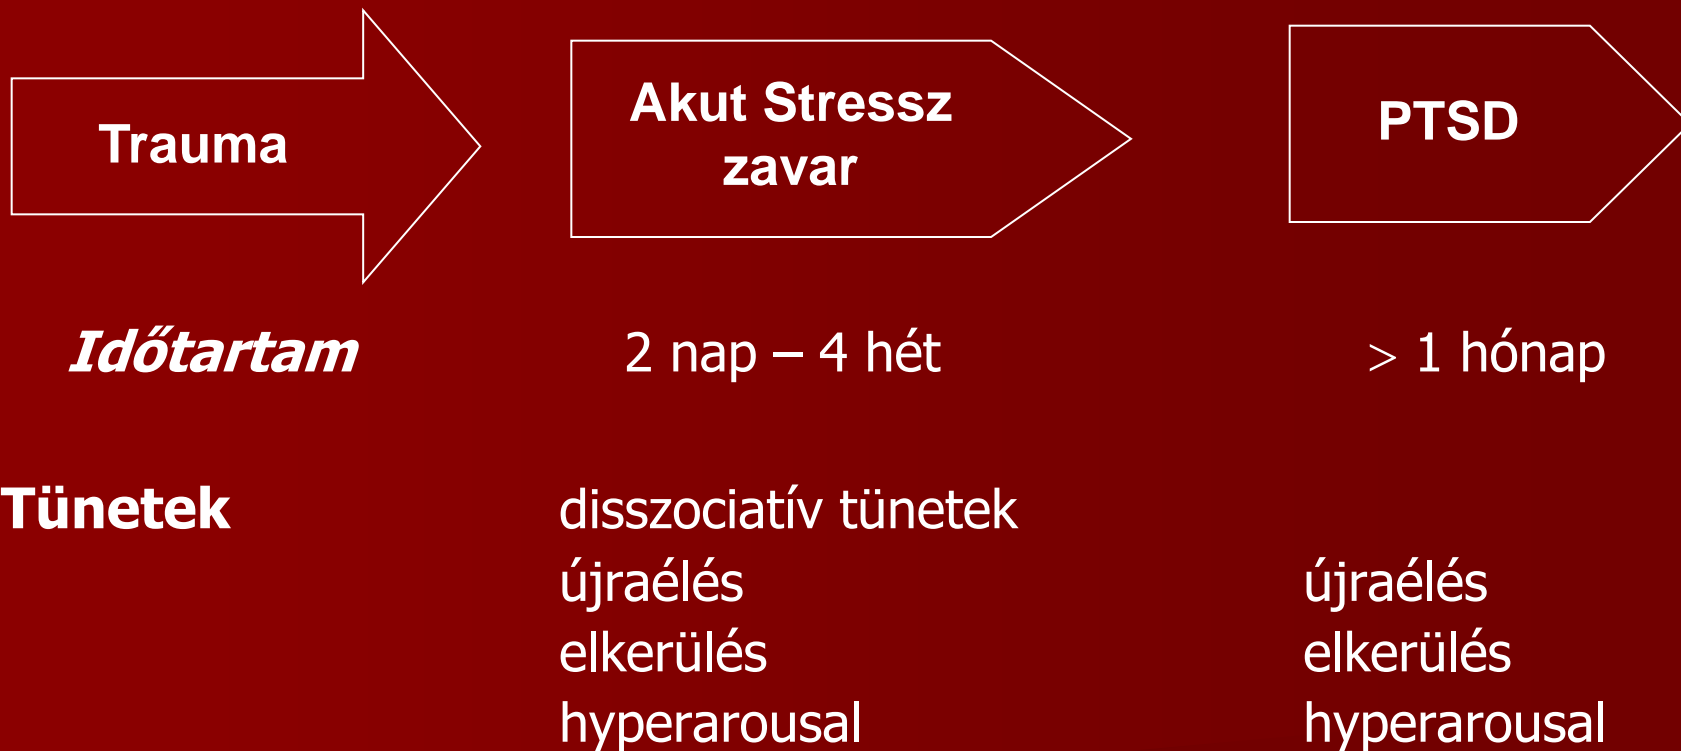 Trauma
Akut Stressz
zavar
PTSD
Időtartam
2 nap – 4 hét
> 1 hónap
Tünetek
disszociatív tünetek
újraélés
újraélés
elkerülés
elkerülés
hyperarousal
hyperarousal